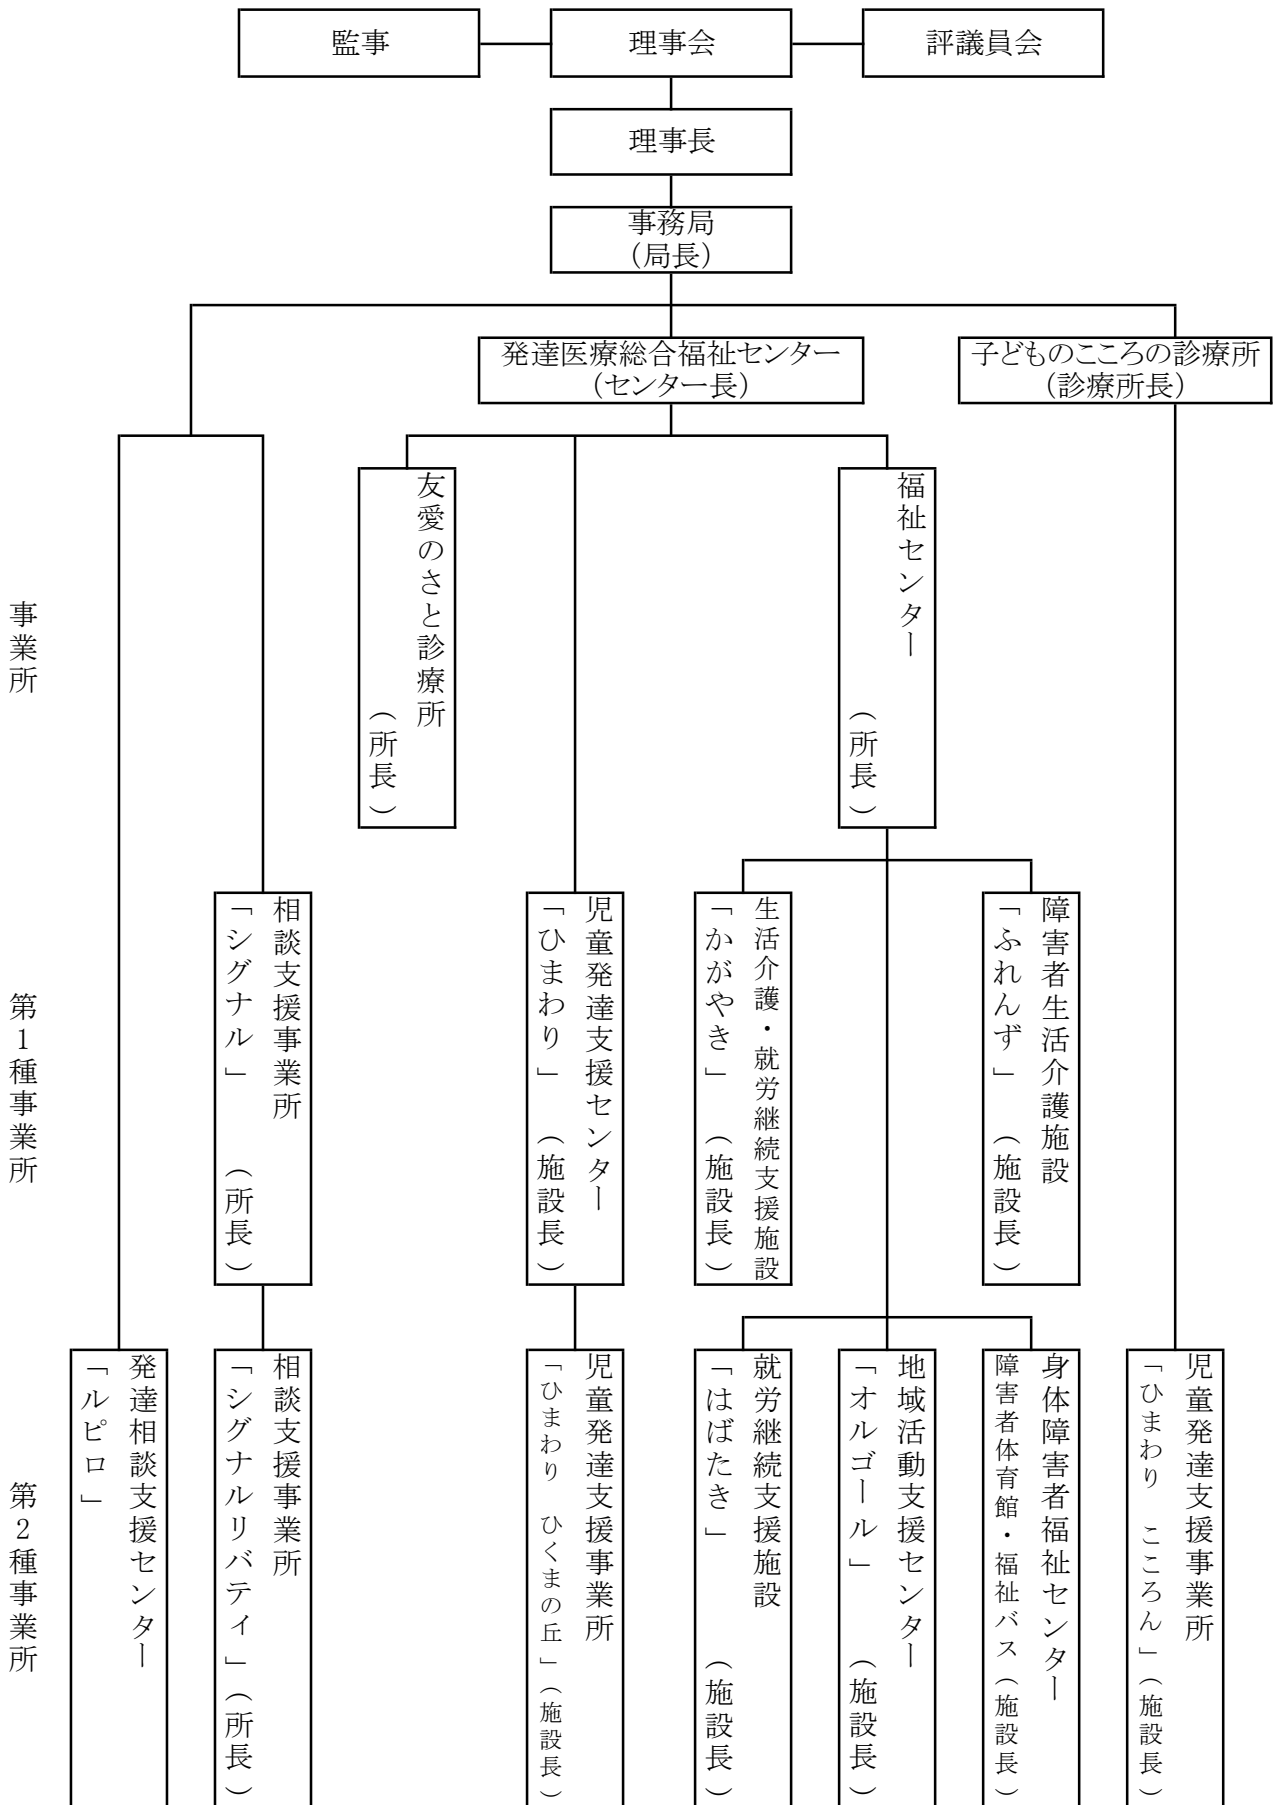 監事
理事会
評議員会
理事長
事務局
(局長)
発達医療総合福祉センター
(センター長)
子どものこころの診療所
(診療所長)
事業所
友愛のさと診療所
(所長)
福祉センター
(所長)
第1種事業所
相談支援事業所
「シグナル」 (所長)
児童発達支援センター
「ひまわり」 (施設長)
生活介護・就労継続支援施設
「かがやき」 (施設長)
障害者生活介護施設
「ふれんず」 (施設長)
第2種事業所
発達相談支援センター
「ルピロ」
相談支援事業所
「シグナルリバティ」(所長)
児童発達支援事業所
「ひまわり ひくまの丘」(施設長)
就労継続支援施設
「はばたき」 (施設長)
地域活動支援センター
「オルゴール」 (施設長)
身体障害者福祉センター
障害者体育館・福祉バス(施設長)
児童発達支援事業所
「ひまわり こころん」(施設長)